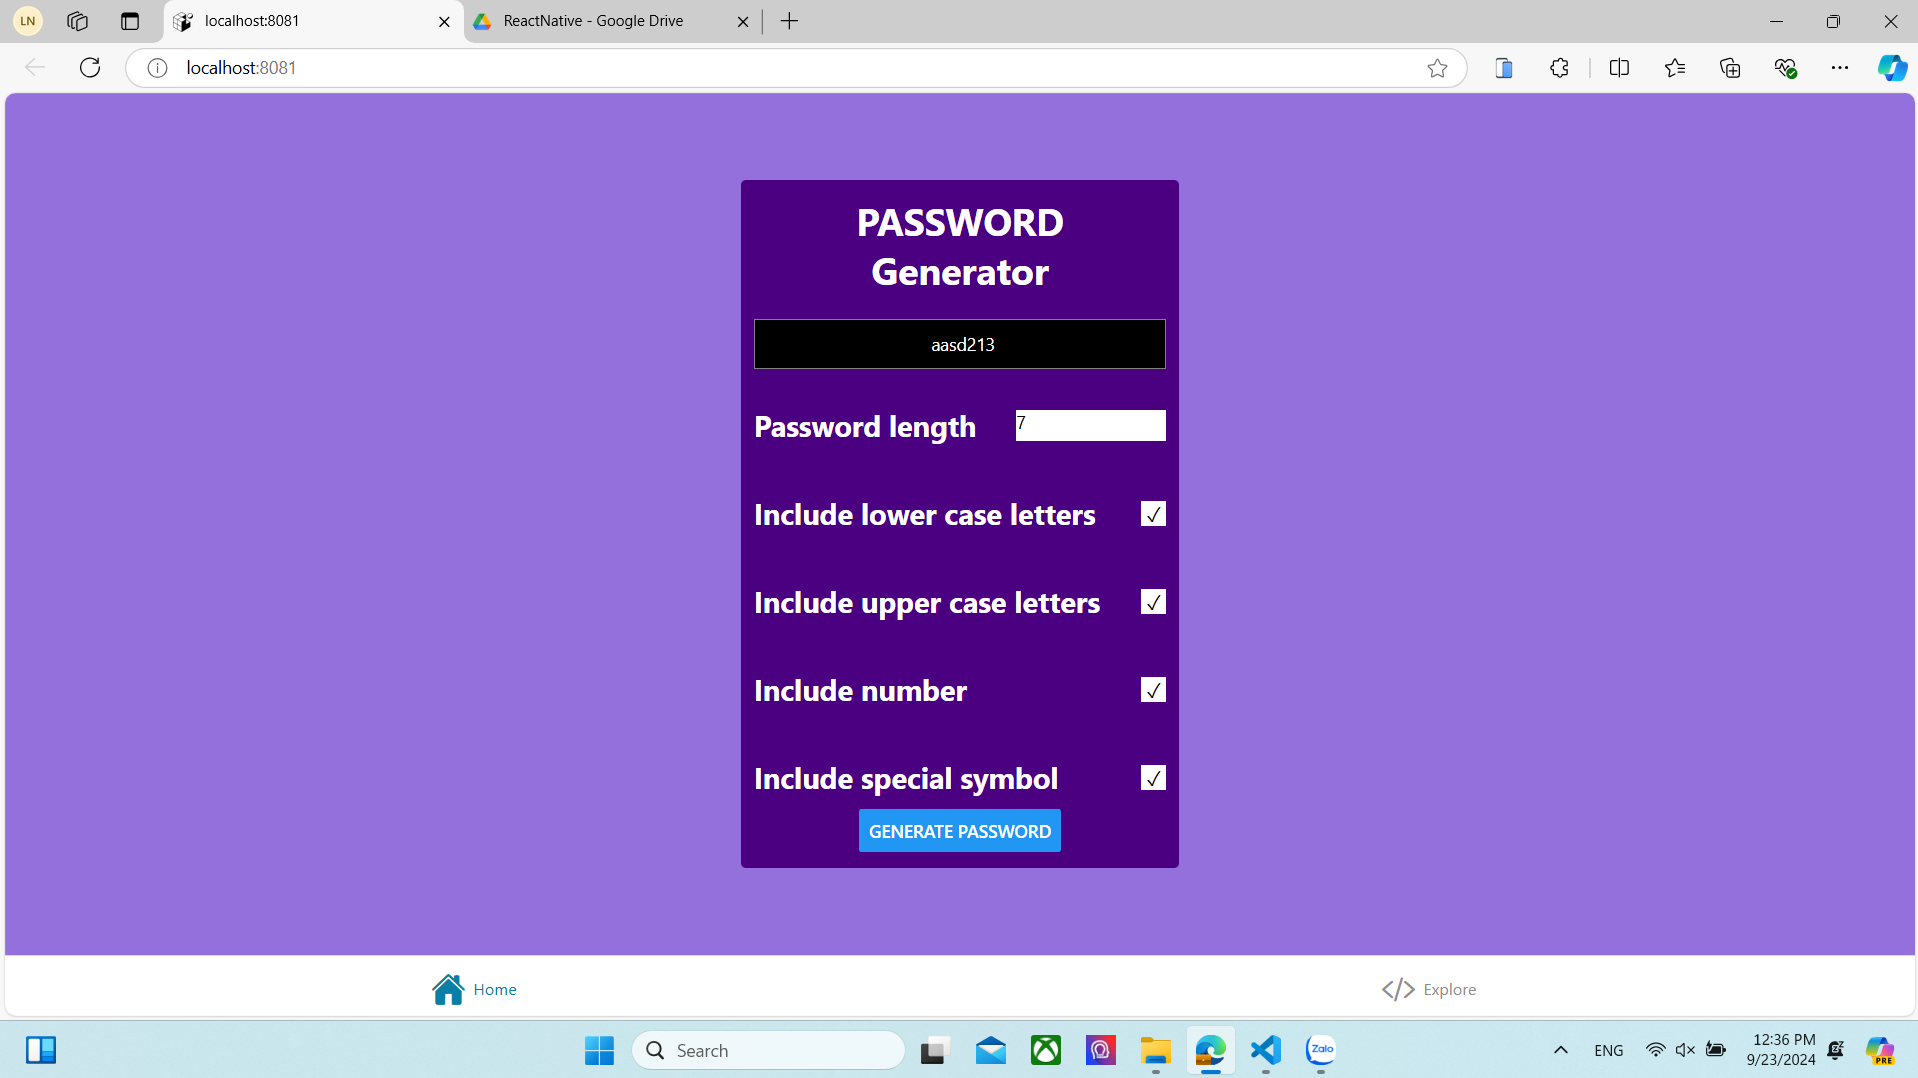 LN
localhost:8081
ReactNative - Google Drive
localhost:8081
PASSWORD
Generator
aasd213
Password length
7
Include lower case letters
✓
Include upper case letters
✓
Include number
✓
Include special symbol
✓
GENERATE PASSWORD
Home
Explore
Search
Zalo
ENG
12:36 PM
9/23/2024
PRE